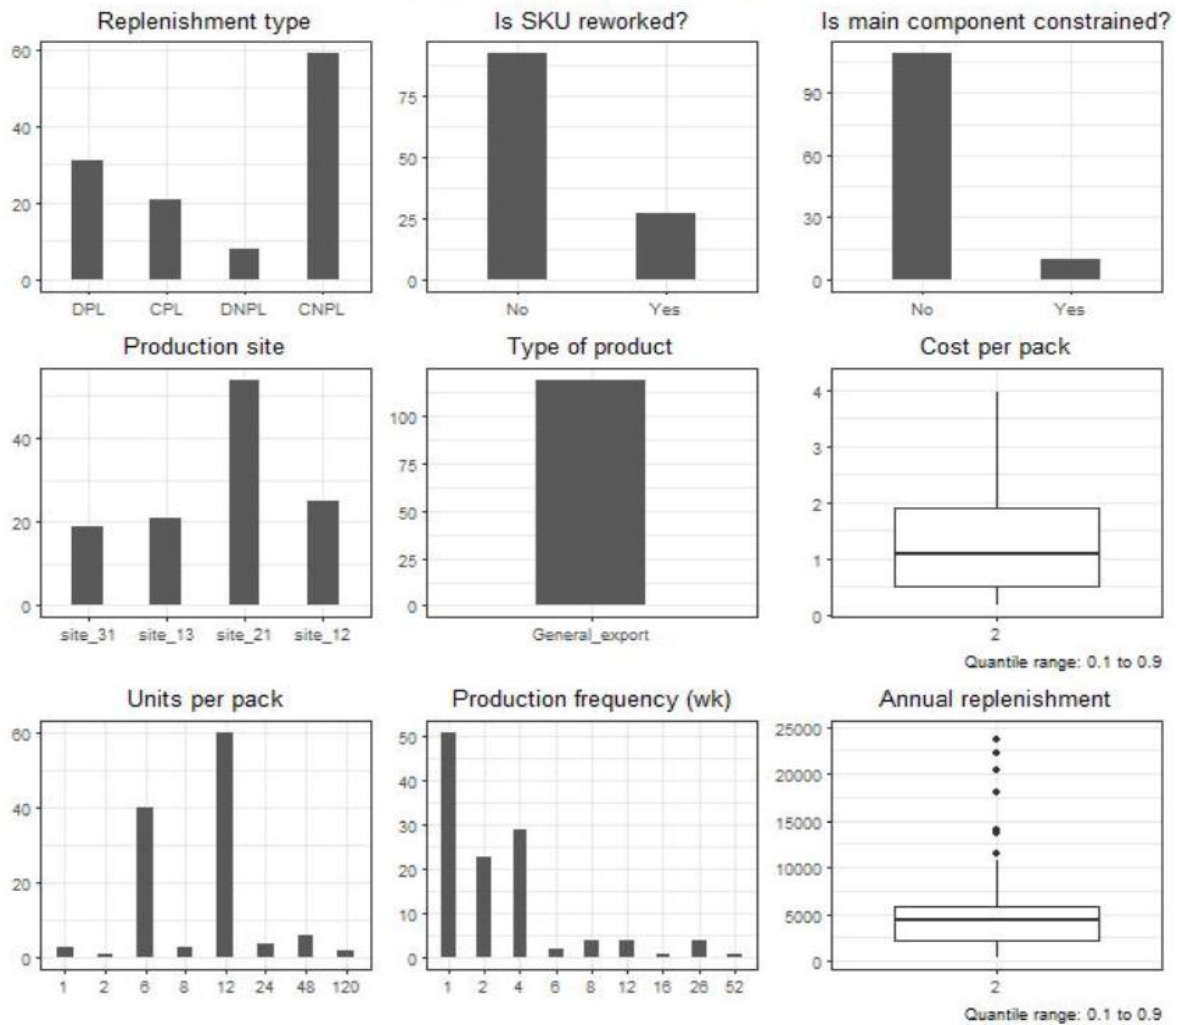 Replenishment type
60
40
20
0
DPL CPL DNPL CNPL
Is SKU reworked?
75
50
25
0
No Yes
Is main component constrained?
90
60
30
0
No Yes
Production site
40
20
0
site_31 site_13 site_21 site_12
Type of product
100
75
50
25
0
General_export
Cost per pack
4
3
2
1
0
2
Quantile range: 0.1 to 0.9
Units per pack
60
40
20
0
1 2 6 8 12 24 48 120
Production frequency (wk)
50
40
30
20
10
0
1 2 4 6 8 12 16 26 52
Annual replenishment
25000
20000
15000
10000
5000
0
2
Quantile range: 0.1 to 0.9